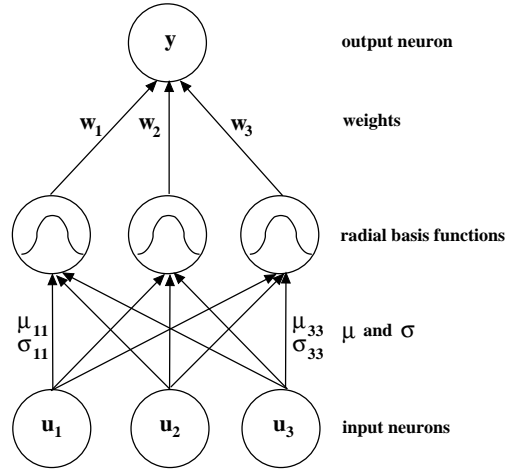 y output neuron
w1 w2 w3 weights
radial basis functions
μ11 μ33 μ and σ
σ11 σ33
u1 u2 u3 input neurons